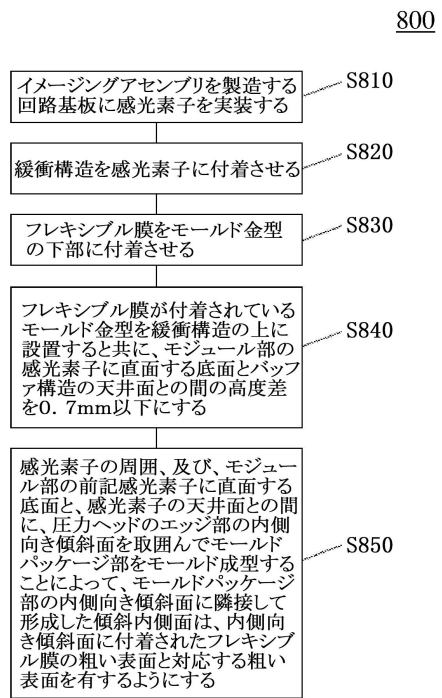 800
イメージングアセンブリを製造する
回路基板に感光素子を実装する
S810
緩衝構造を感光素子に付着させる
S820
フレキシブル膜をモールド金型
の下部に付着させる
S830
フレキシブル膜が付着されている
モールド金型を緩衝構造の上に
設置すると共に、モジュール部の
感光素子に直面する底面とバッ
ファ構造の天井面との間の高度差
を0.7mm以下にする
S840
感光素子の周囲、及び、モジュー
ル部の前記感光素子に直面する
底面と、感光素子の天井面との間
に、圧力ヘッドのエッジ部の内側
向き傾斜面を取囲んでモールド
パッケージ部をモールド成型する
ことによって、モールドパッケージ
部の内側向き傾斜面に隣接して
形成した傾斜内側面は、内側向
き傾斜面に付着されたフレキシブ
ル膜の粗い表面と対応する粗い
表面を有するようにする
S850